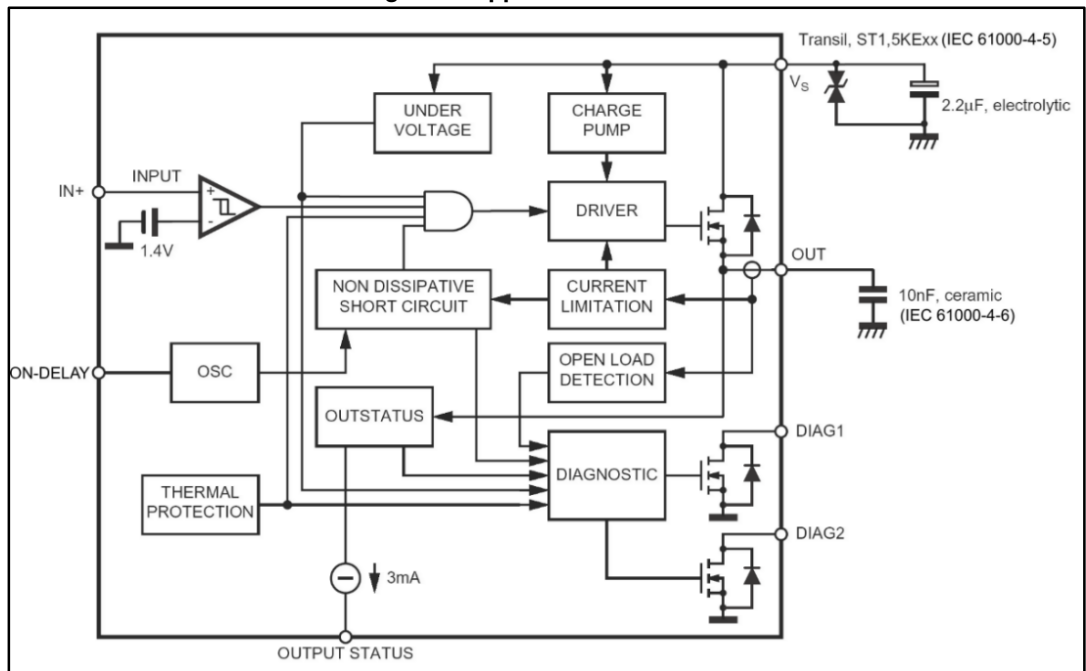 Transil, ST1,5KExx (IEC 61000-4-5)
VS
2.2µF, electrolytic
UNDER
VOLTAGE
CHARGE
PUMP
IN+
INPUT
+
-
1.4V
DRIVER
OUT
NON DISSIPATIVE
SHORT CIRCUIT
CURRENT
LIMITATION
10nF, ceramic
(IEC 61000-4-6)
ON-DELAY
OSC
OPEN LOAD
DETECTION
OUTSTATUS
DIAG1
DIAGNOSTIC
THERMAL
PROTECTION
DIAG2
3mA
OUTPUT STATUS